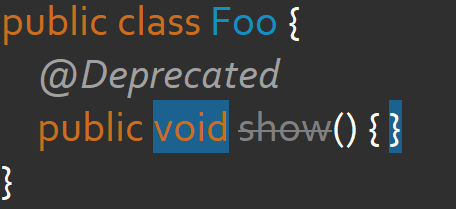 public class Foo {
@Deprecated
public void show() { }
}